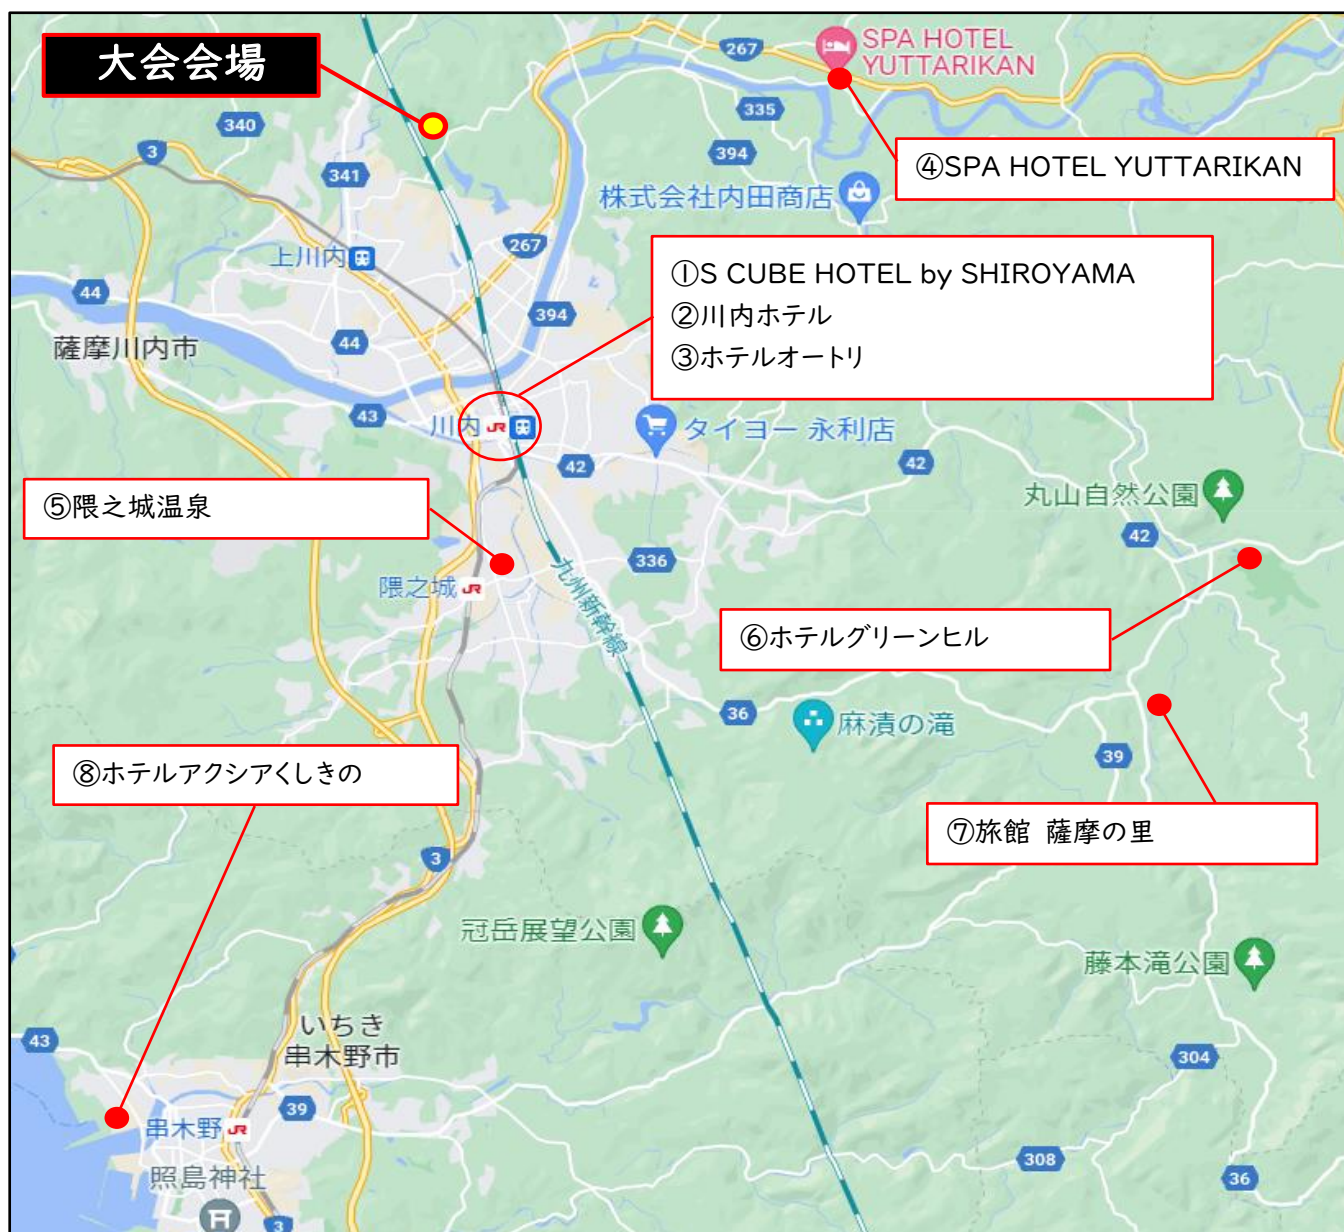 大会会場
267
SPA HOTEL
YUTTARIKAN
340
335
3
394
④SPA HOTEL YUTTARIKAN
341
株式会社内田商店
267
上川内
①S CUBE HOTEL by SHIROYAMA
②川内ホテル
③ホテルオートリ
44
394
薩摩川内市
44
43
川内 JR
タイヨー 永利店
42
42
⑤隈之城温泉
丸山自然公園
42
336
隈之城 JR
九州新幹線
⑥ホテルグリーンヒル
36
麻漬の滝
39
⑧ホテルアクシアくしきの
⑦旅館 薩摩の里
3
冠岳展望公園
藤本滝公園
いちき
串木野市
43
304
39
串木野 JR
308
照島神社
36
3